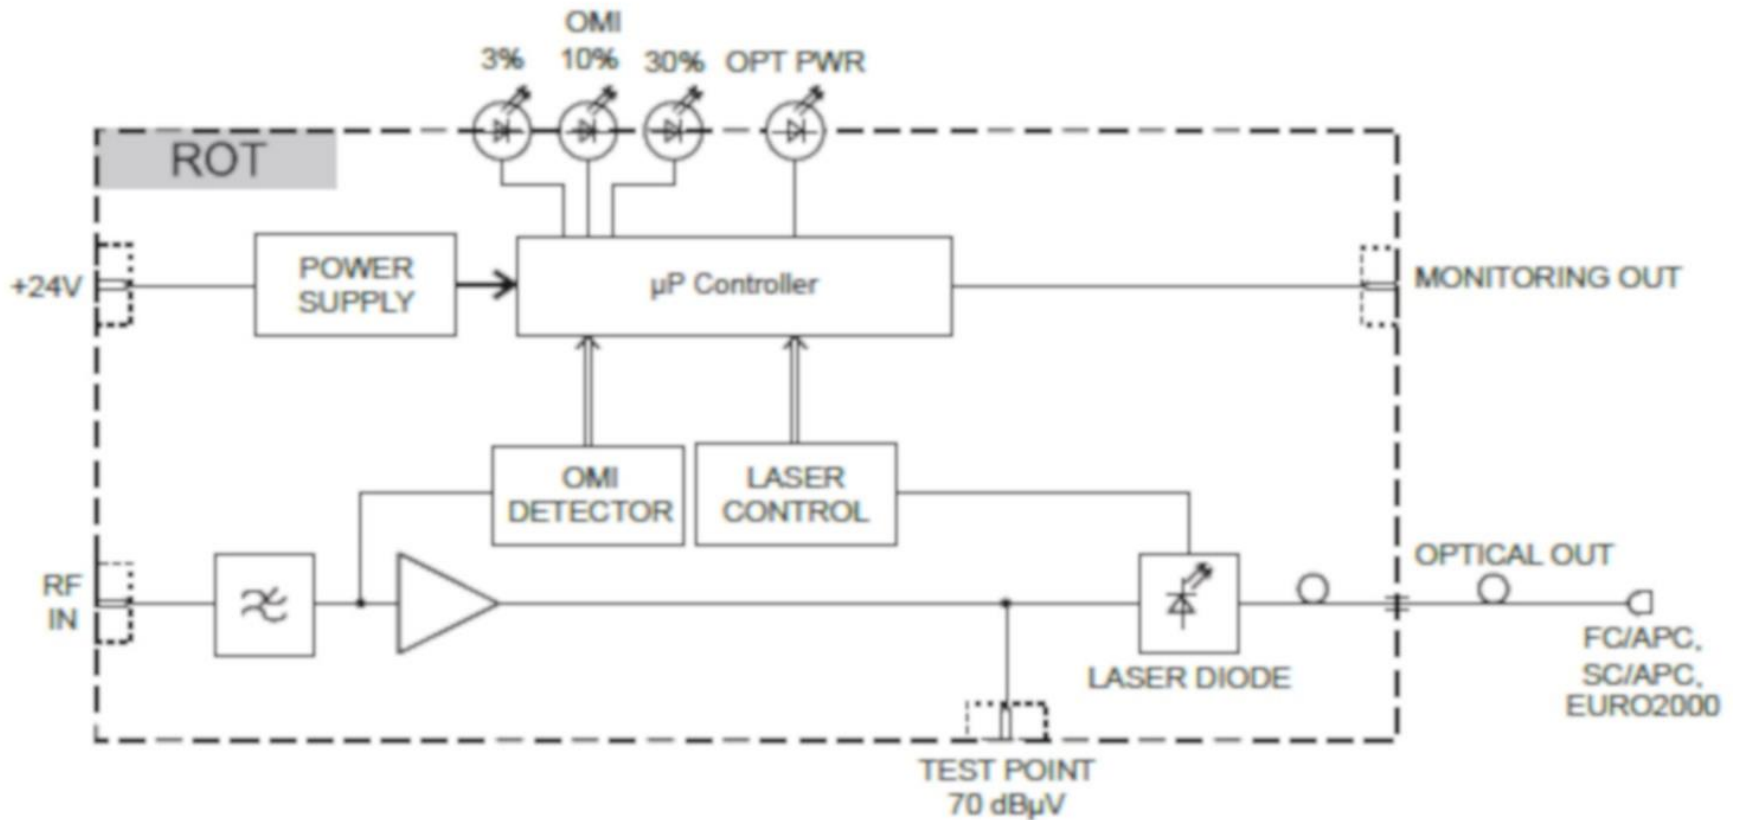 OMI
3%
10%
30%
OPT PWR
ROT
+24V
POWER
SUPPLY
µP Controller
MONITORING OUT
OMI
DETECTOR
LASER
CONTROL
RF
IN
OPTICAL OUT
LASER DIODE
FC/APC,
SC/APC,
EURO2000
TEST POINT
70 dBµV